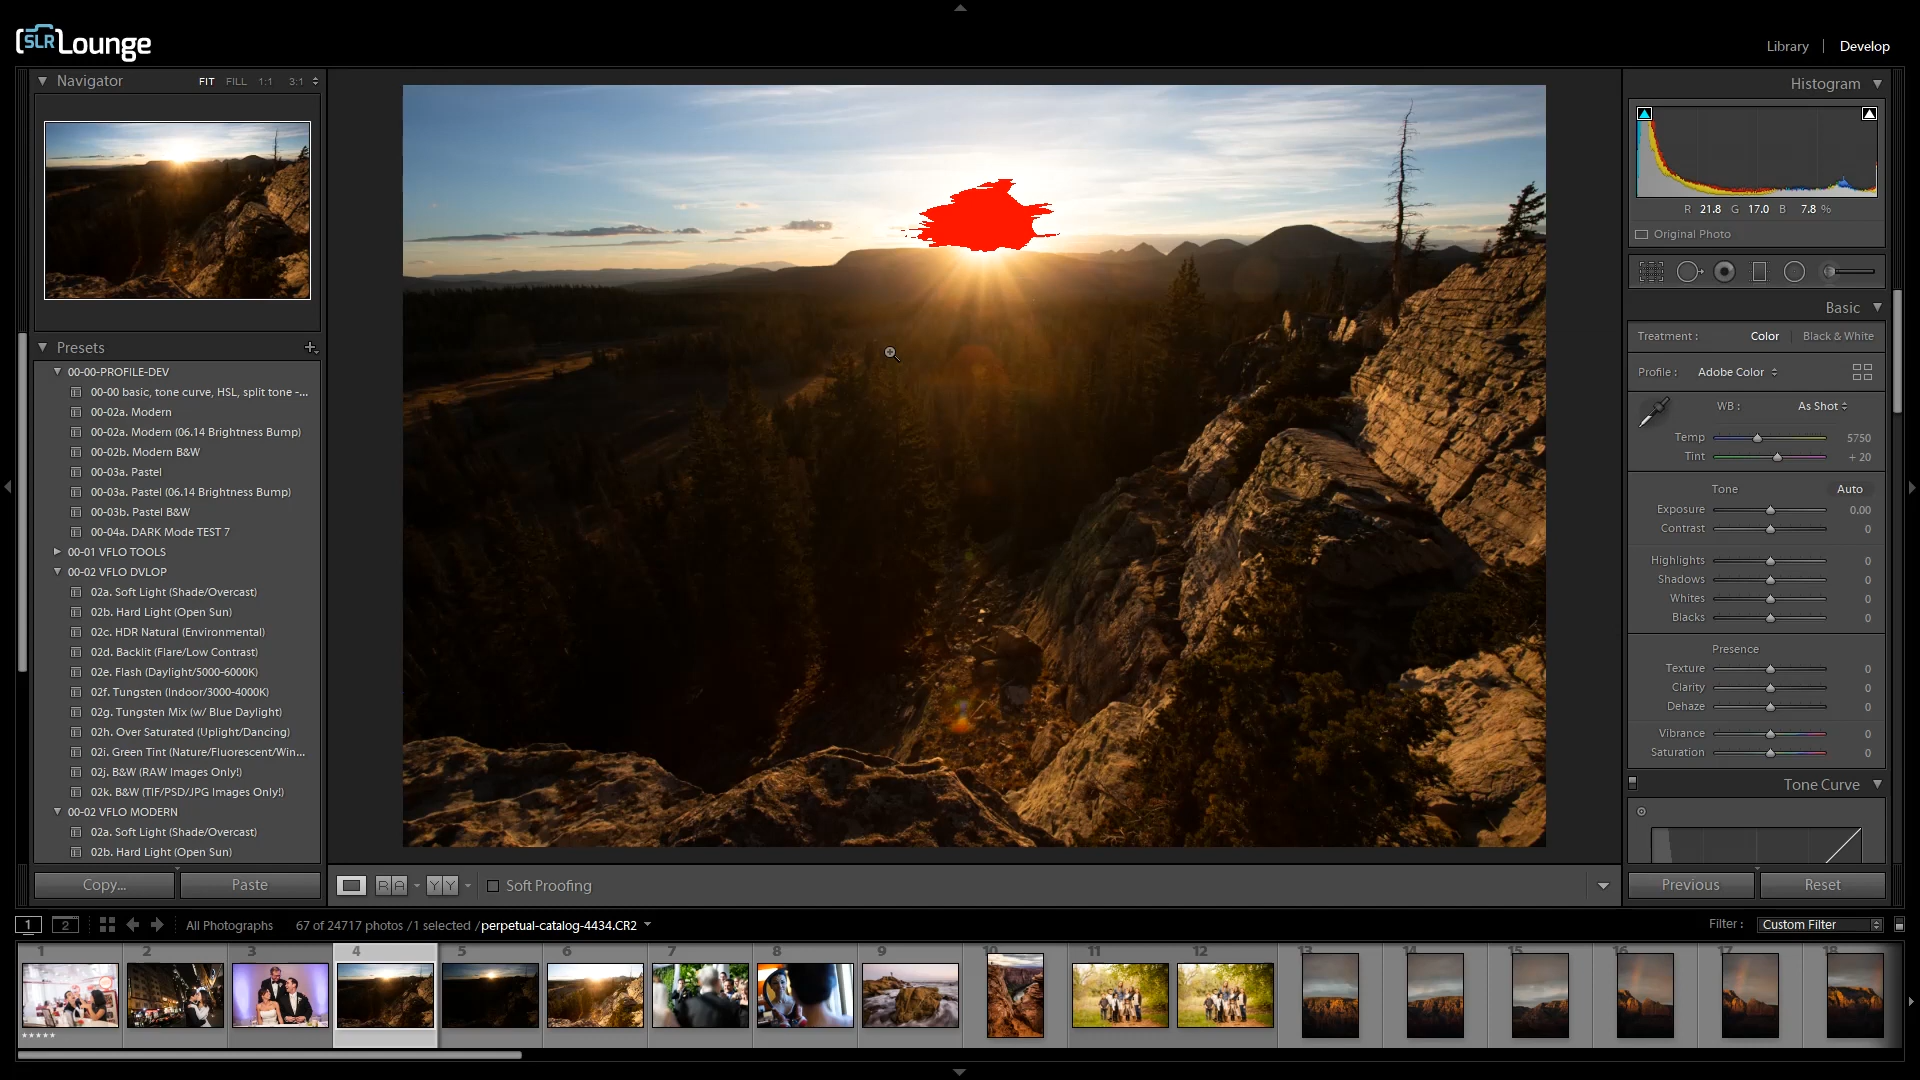 SLR Lounge
Library | Develop
Navigator FIT FILL 1:1 3:1
Histogram
R 21.8 G 17.0 B 7.8 %
Original Photo
Presets
00-00-PROFILE-DEV
00-00 basic, tone curve, HSL, split tone -...
00-02a. Modern
00-02a. Modern (06.14 Brightness Bump)
00-02b. Modern B&W
00-03a. Pastel
00-03a. Pastel (06.14 Brightness Bump)
00-03b. Pastel B&W
00-04a. DARK Mode TEST 7
00-01 VFLO TOOLS
00-02 VFLO DVLOP
02a. Soft Light (Shade/Overcast)
02b. Hard Light (Open Sun)
02c. HDR Natural (Environmental)
02d. Backlit (Flare/Low Contrast)
02e. Flash (Daylight/5000-6000K)
02f. Tungsten (Indoor/3000-4000K)
02g. Tungsten Mix (w/ Blue Daylight)
02h. Over Saturated (Uplight/Dancing)
02i. Green Tint (Nature/Fluorescent/Win...
02j. B&W (RAW Images Only!)
02k. B&W (TIF/PSD/JPG Images Only!)
00-02 VFLO MODERN
02a. Soft Light (Shade/Overcast)
02b. Hard Light (Open Sun)
Copy... Paste
Basic
Treatment : Color | Black & White
Profile : Adobe Color
WB : As Shot
Temp 5750
Tint + 20
Tone Auto
Exposure 0.00
Contrast 0
Highlights 0
Shadows 0
Whites 0
Blacks 0
Presence
Texture 0
Clarity 0
Dehaze 0
Vibrance 0
Saturation 0
Tone Curve
Previous Reset
R A Y Y Soft Proofing
1 2 All Photographs 67 of 24717 photos /1 selected /perpetual-catalog-4434.CR2 Filter : Custom Filter
1 2 3 4 5 6 7 8 9 10 11 12 13 14 15 16 17 18